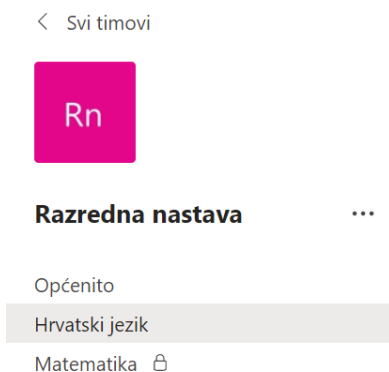 Svi timovi
Rn
Razredna nastava
Općenito
Hrvatski jezik
Matematika